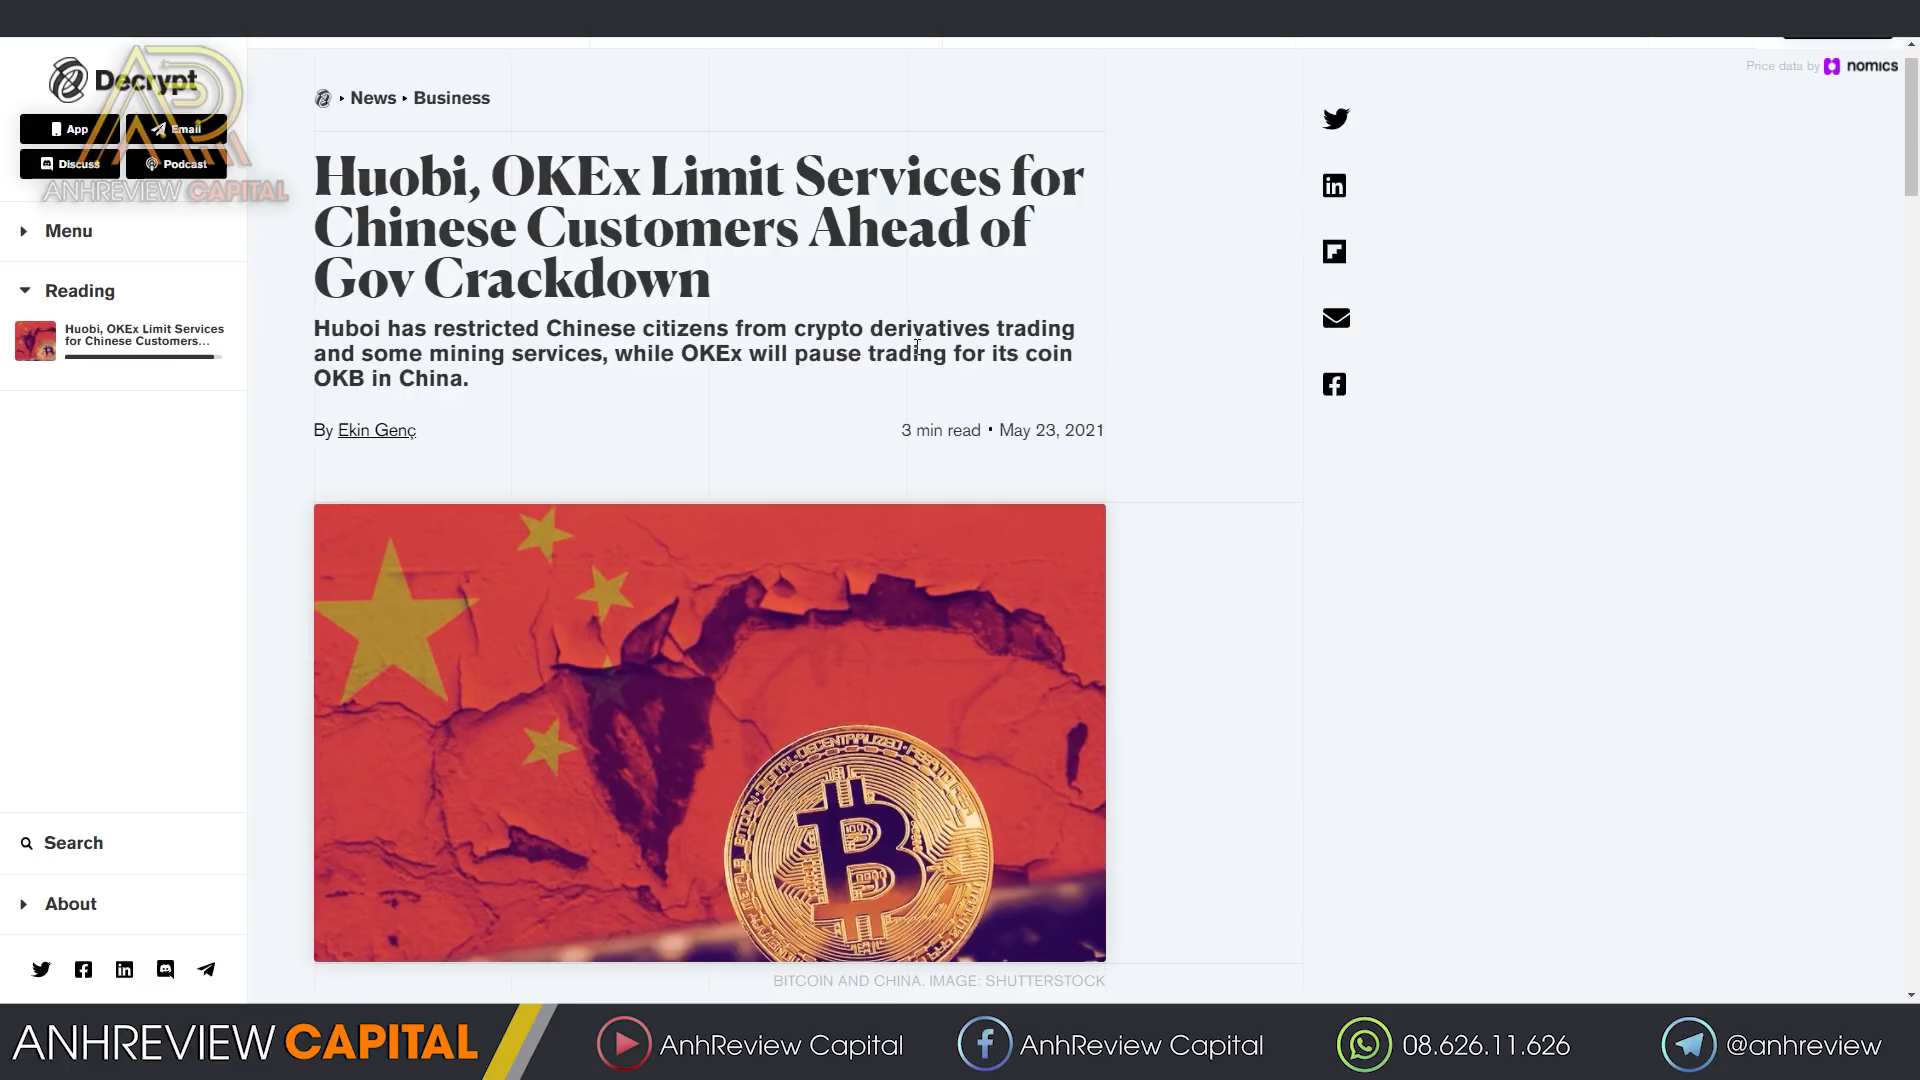 Price data by nomics
Decrypt
App
Email
Discuss
Podcast
ANHREVIEW CAPITAL
Menu
Reading
Huobi, OKEx Limit Services
for Chinese Customers...
Search
About
News
Business
Huobi, OKEx Limit Services for
Chinese Customers Ahead of
Gov Crackdown
Huboi has restricted Chinese citizens from crypto derivatives trading
and some mining services, while OKEx will pause trading for its coin
OKB in China.
By Ekin Genç
3 min read • May 23, 2021
BITCOIN AND CHINA. IMAGE: SHUTTERSTOCK
ANHREVIEW CAPITAL
AnhReview Capital
AnhReview Capital
08.626.11.626
@anhreview